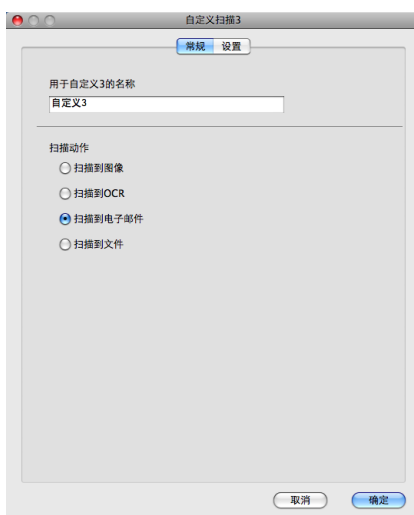 自定义扫描3
常规 设置
用于自定义3的名称
自定义3
扫描动作
扫描到图像
扫描到OCR
扫描到电子邮件
扫描到文件
取消 确定